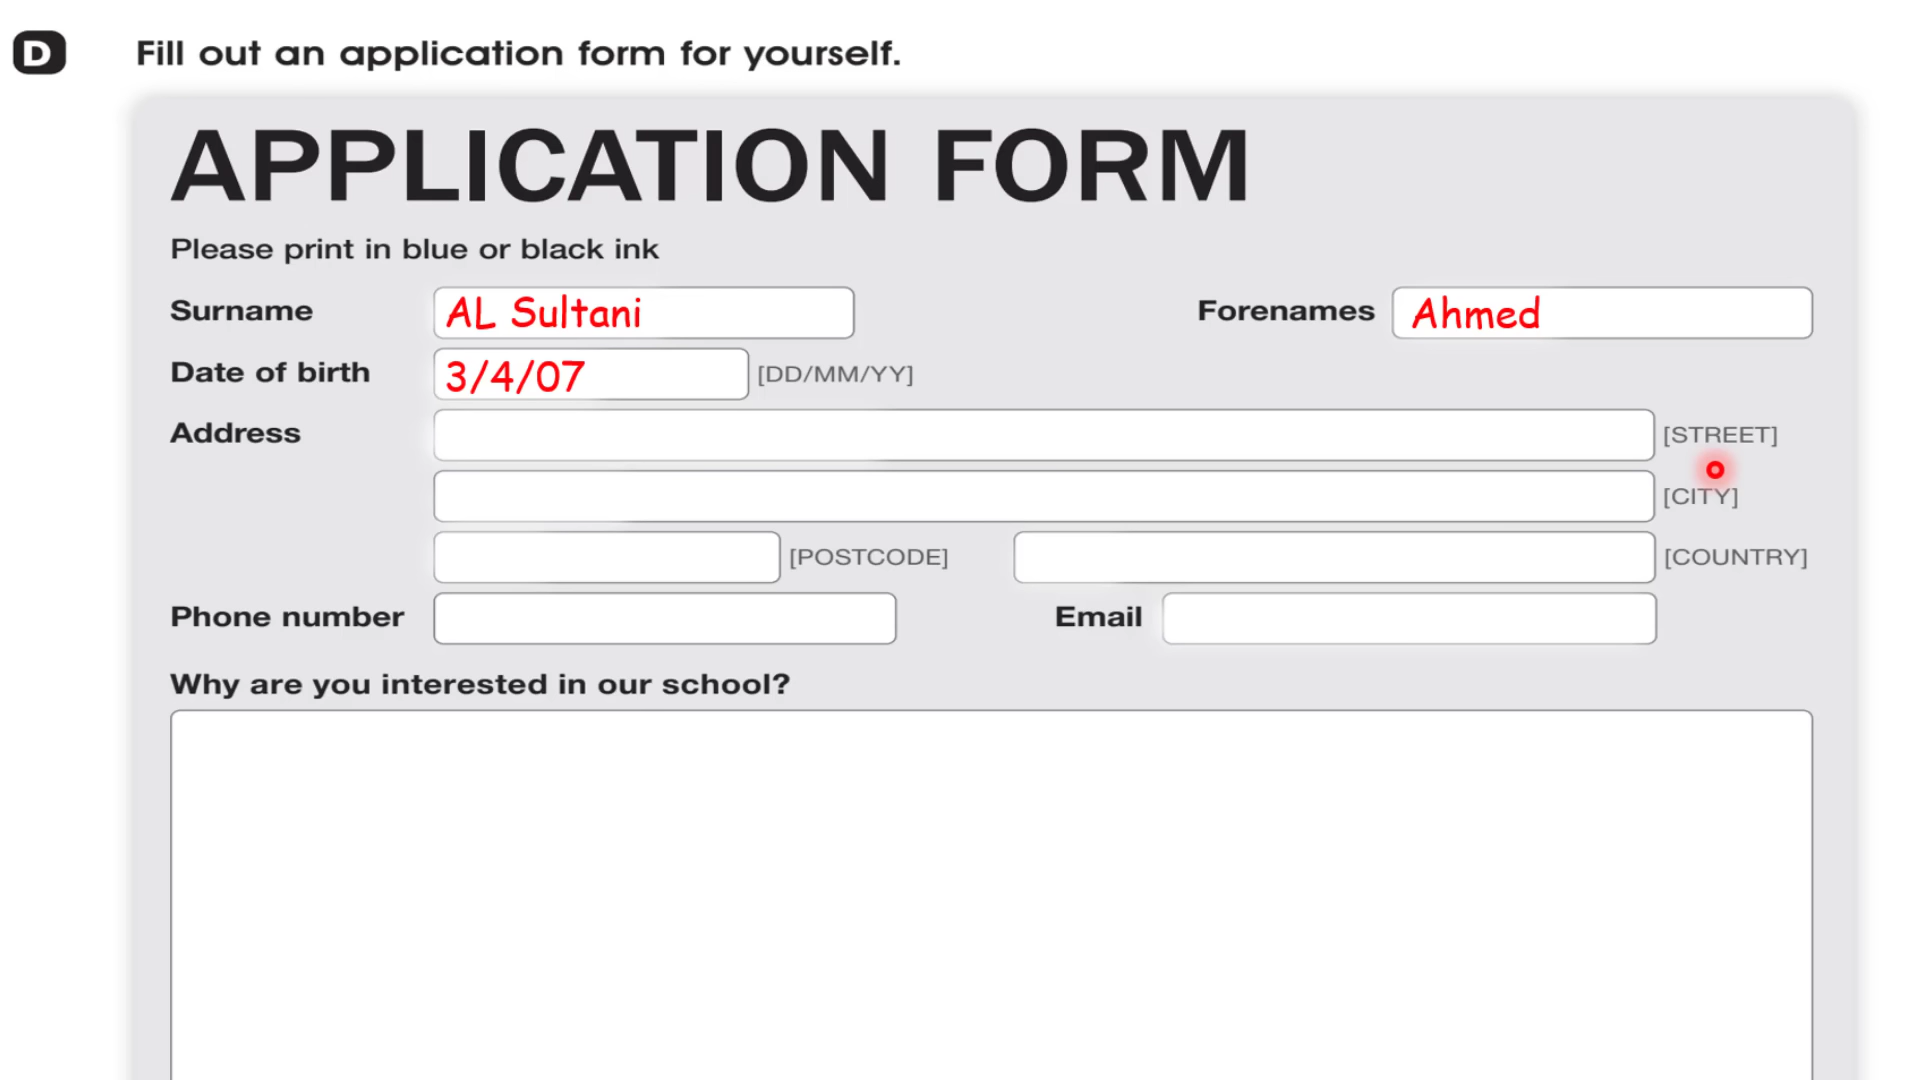 D Fill out an application form for yourself.
APPLICATION FORM
Please print in blue or black ink
Surname AL Sultani Forenames Ahmed
Date of birth 3/4/07 [DD/MM/YY]
Address [STREET]
[CITY]
[POSTCODE] [COUNTRY]
Phone number Email
Why are you interested in our school?